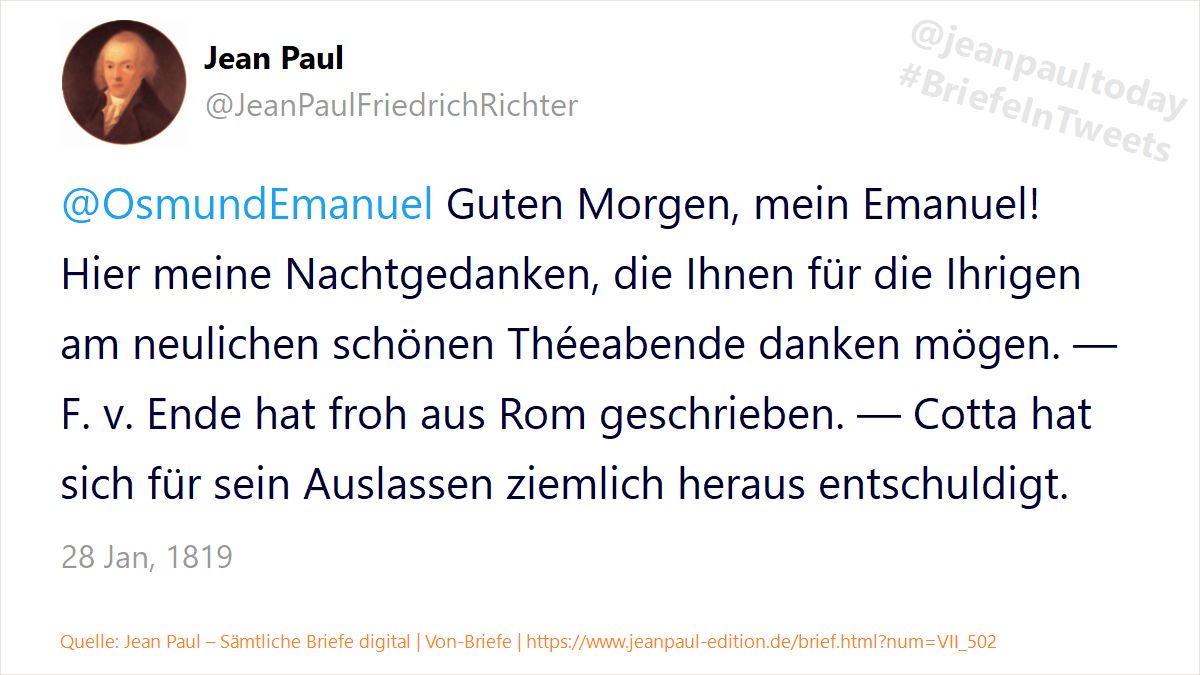 Jean Paul
@JeanPaulFriedrichRichter
@jeanpaultoday
#BriefeInTweets
@OsmundEmanuel Guten Morgen, mein Emanuel!
Hier meine Nachtgedanken, die Ihnen für die Ihrigen
am neulichen schönen Théeabende danken mögen. —
F. v. Ende hat froh aus Rom geschrieben. — Cotta hat
sich für sein Auslassen ziemlich heraus entschuldigt.
28 Jan, 1819
Quelle: Jean Paul – Sämtliche Briefe digital | Von-Briefe | https://www.jeanpaul-edition.de/brief.html?num=VII_502